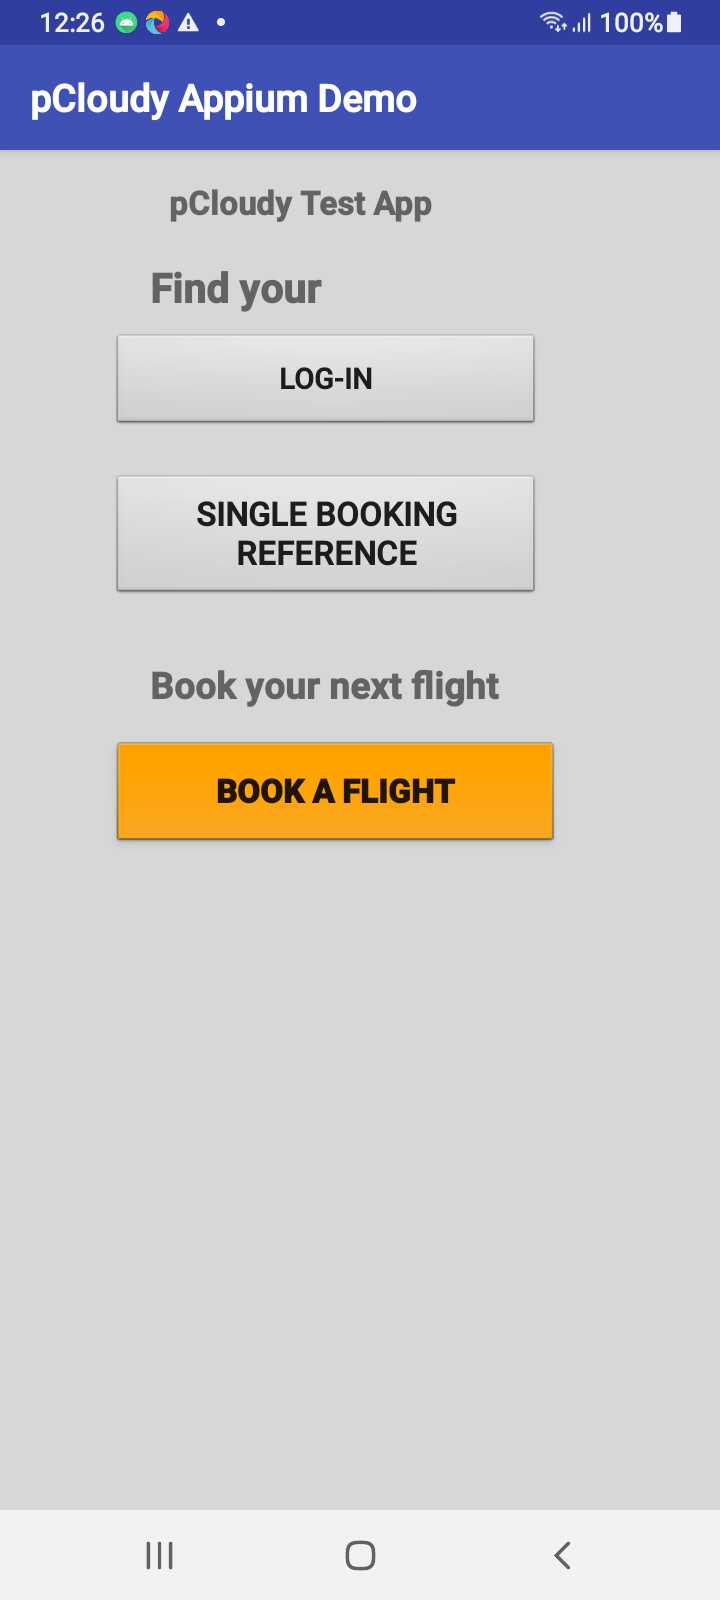 12:26
100%
pCloudy Appium Demo
pCloudy Test App
Find your
LOG-IN
SINGLE BOOKING
REFERENCE
Book your next flight
BOOK A FLIGHT